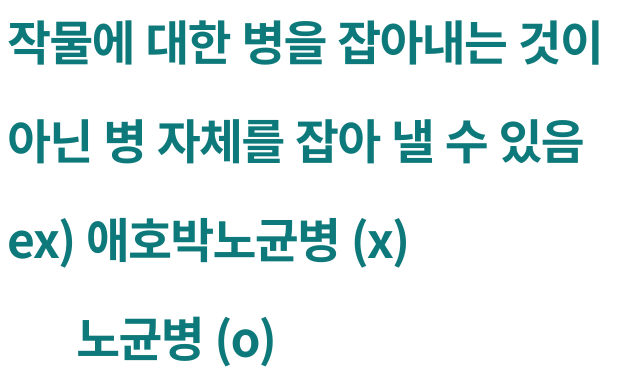 작물에 대한 병을 잡아내는 것이
아닌 병 자체를 잡아 낼 수 있음
ex) 애호박노균병 (x)
노균병 (o)